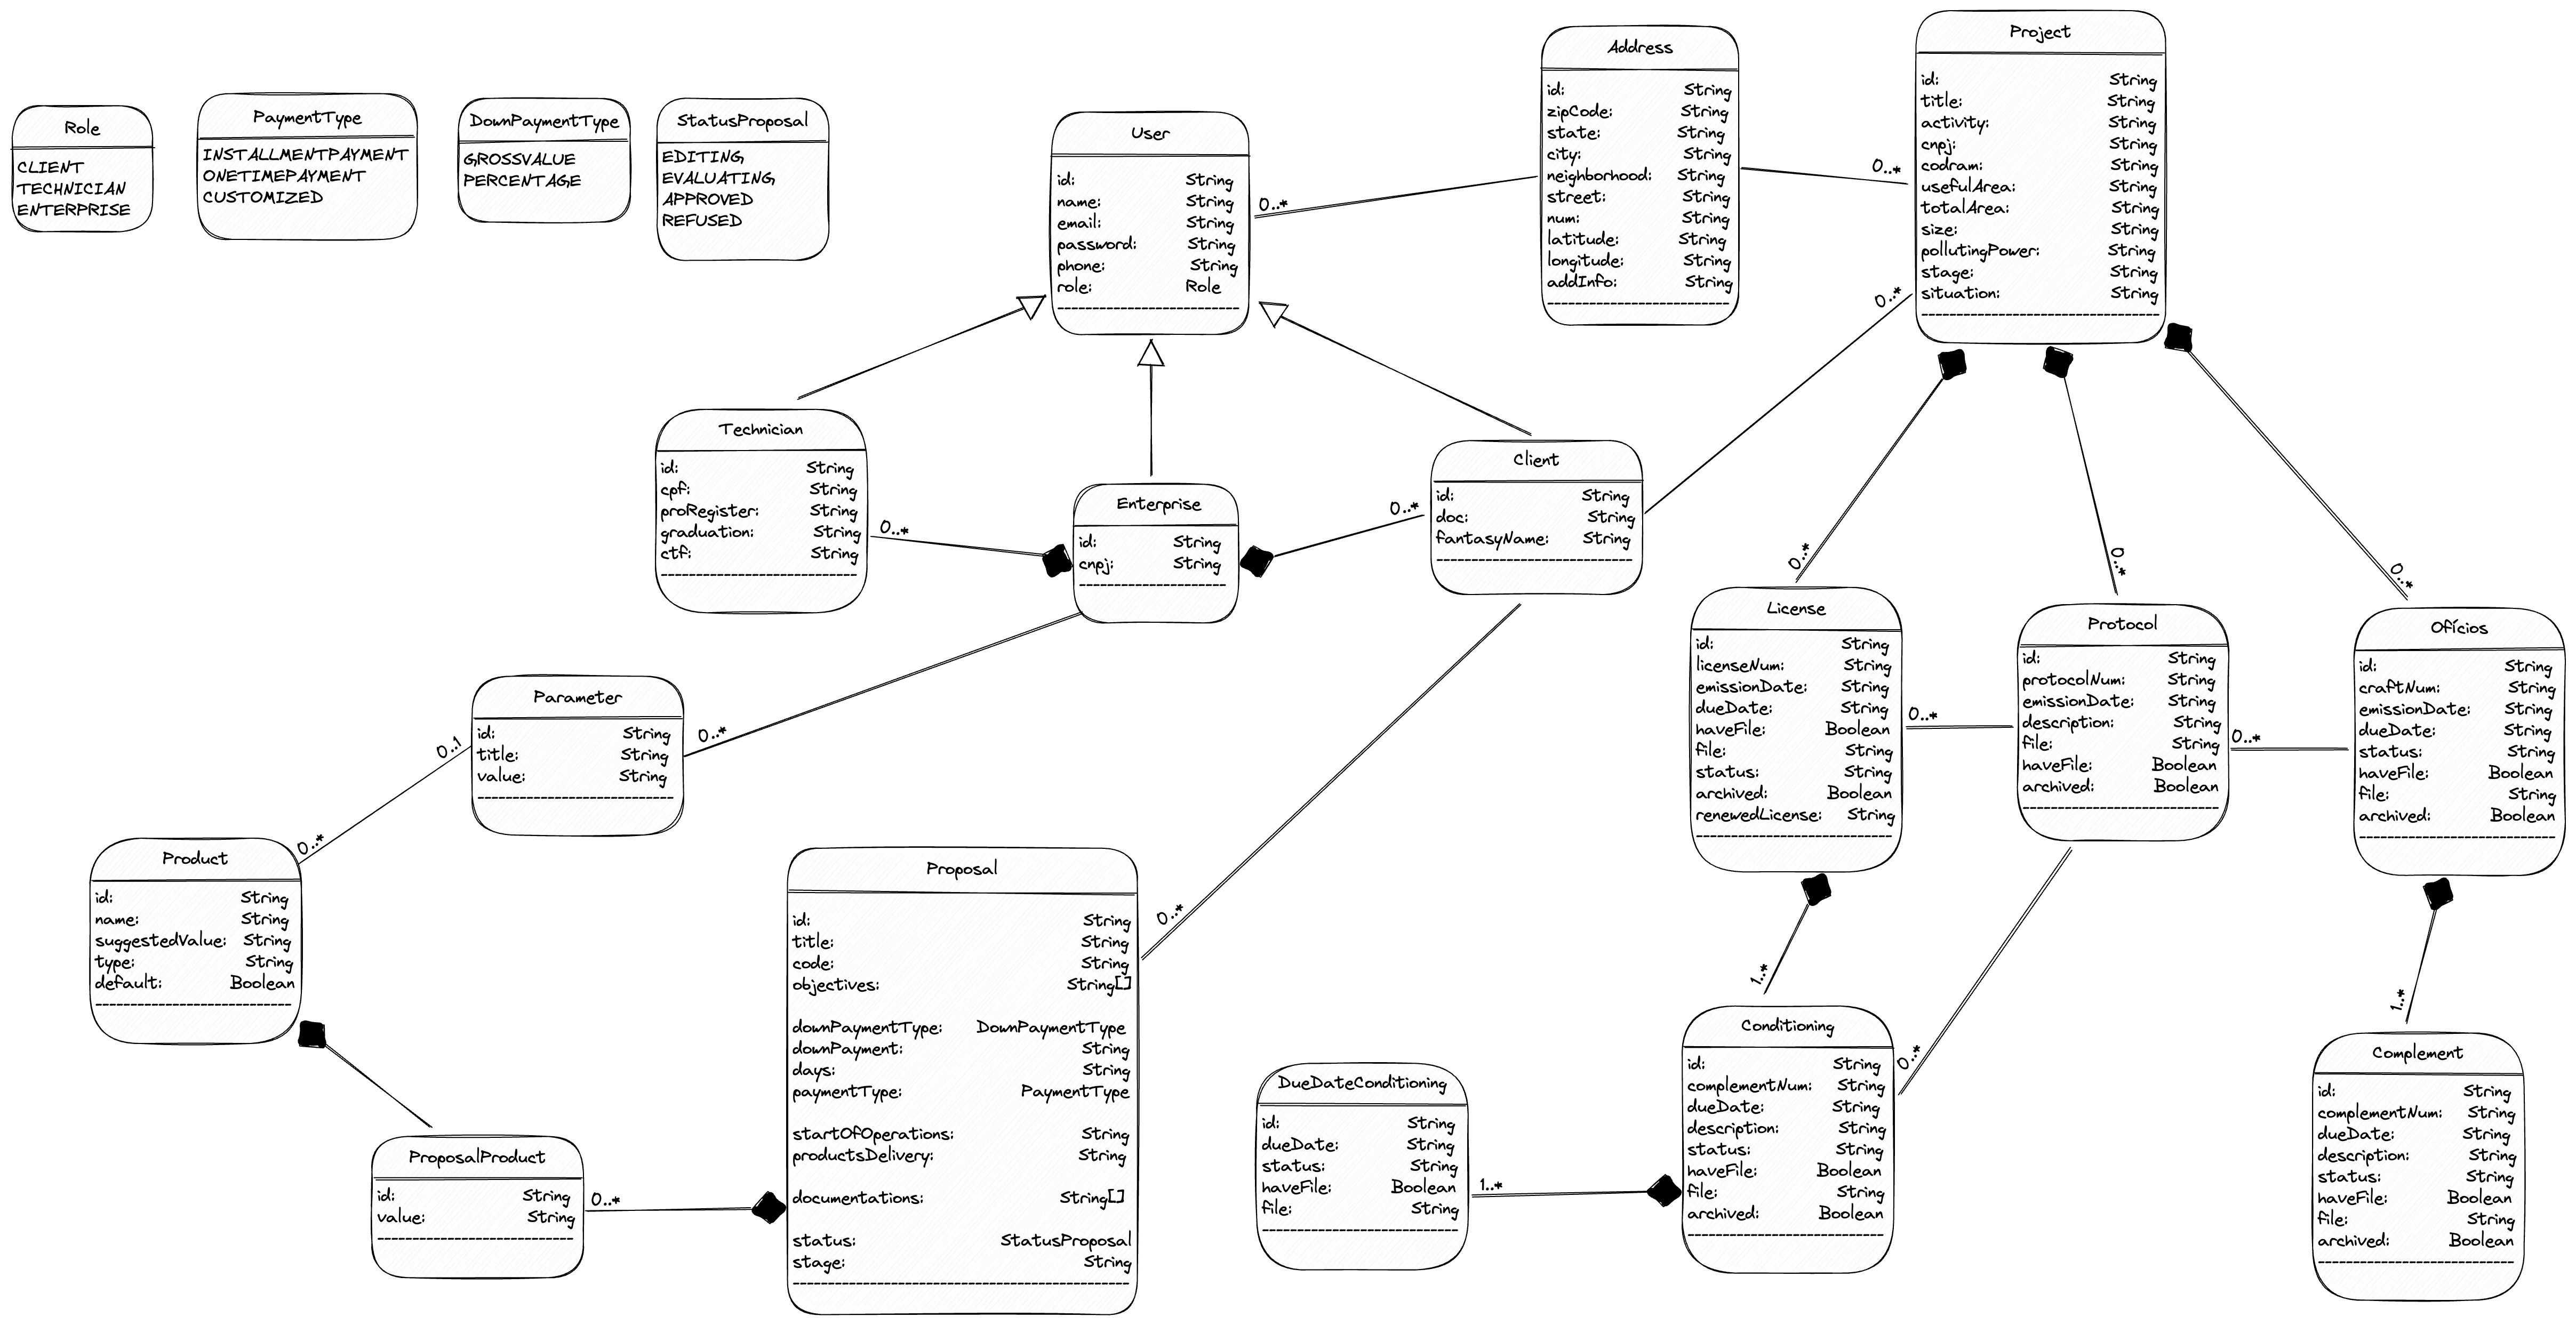 Role
CLIENT
TECHNICIAN
ENTERPRISE
PaymentType
INSTALLMENTPAYMENT
ONETIMEPAYMENT
CUSTOMIZED
DownPaymentType
GROSSVALUE
PERCENTAGE
StatusProposal
EDITING
EVALUATING
APPROVED
REFUSED
User
id: String
name: String
email: String
password: String
phone: String
role: Role
0..*
Address
id: String
zipCode: String
state: String
city: String
neighborhood: String
street: String
num: String
latitude: String
longitude: String
addInfo: String
0..*
0..*
Project
id: String
title: String
activity: String
cnpj: String
codram: String
usefulArea: String
totalArea: String
size: String
pollutingPower: String
stage: String
situation: String
Technician
id: String
cpf: String
proRegister: String
graduation: String
ctf: String
0..*
Enterprise
id: String
cnpj: String
0..*
Client
id: String
doc: String
fantasyName: String
0..*
0..*
0..*
License
id: String
licenseNum: String
emissionDate: String
dueDate: String
haveFile: Boolean
file: String
status: String
archived: Boolean
renewedLicense: String
0..*
Protocol
id: String
protocolNum: String
emissionDate: String
description: String
file: String
haveFile: Boolean
archived: Boolean
0..*
Ofícios
id: String
craftNum: String
emissionDate: String
dueDate: String
status: String
haveFile: Boolean
file: String
archived: Boolean
Parameter
id: String
title: String
value: String
0..*
0..1
0..*
Product
id: String
name: String
suggestedValue: String
type: String
default: Boolean
ProposalProduct
id: String
value: String
0..*
Proposal
id: String
title: String
code: String
objectives: String[]
downPaymentType: DownPaymentType
downPayment: String
days: String
paymentType: PaymentType
startOfOperations: String
productsDelivery: String
documentations: String[]
status: StatusProposal
stage: String
0..*
DueDateConditioning
id: String
dueDate: String
status: String
haveFile: Boolean
file: String
1..*
1..*
Conditioning
id: String
complementNum: String
dueDate: String
description: String
status: String
haveFile: Boolean
file: String
archived: Boolean
0..*
1..*
Complement
id: String
complementNum: String
dueDate: String
description: String
status: String
haveFile: Boolean
file: String
archived: Boolean